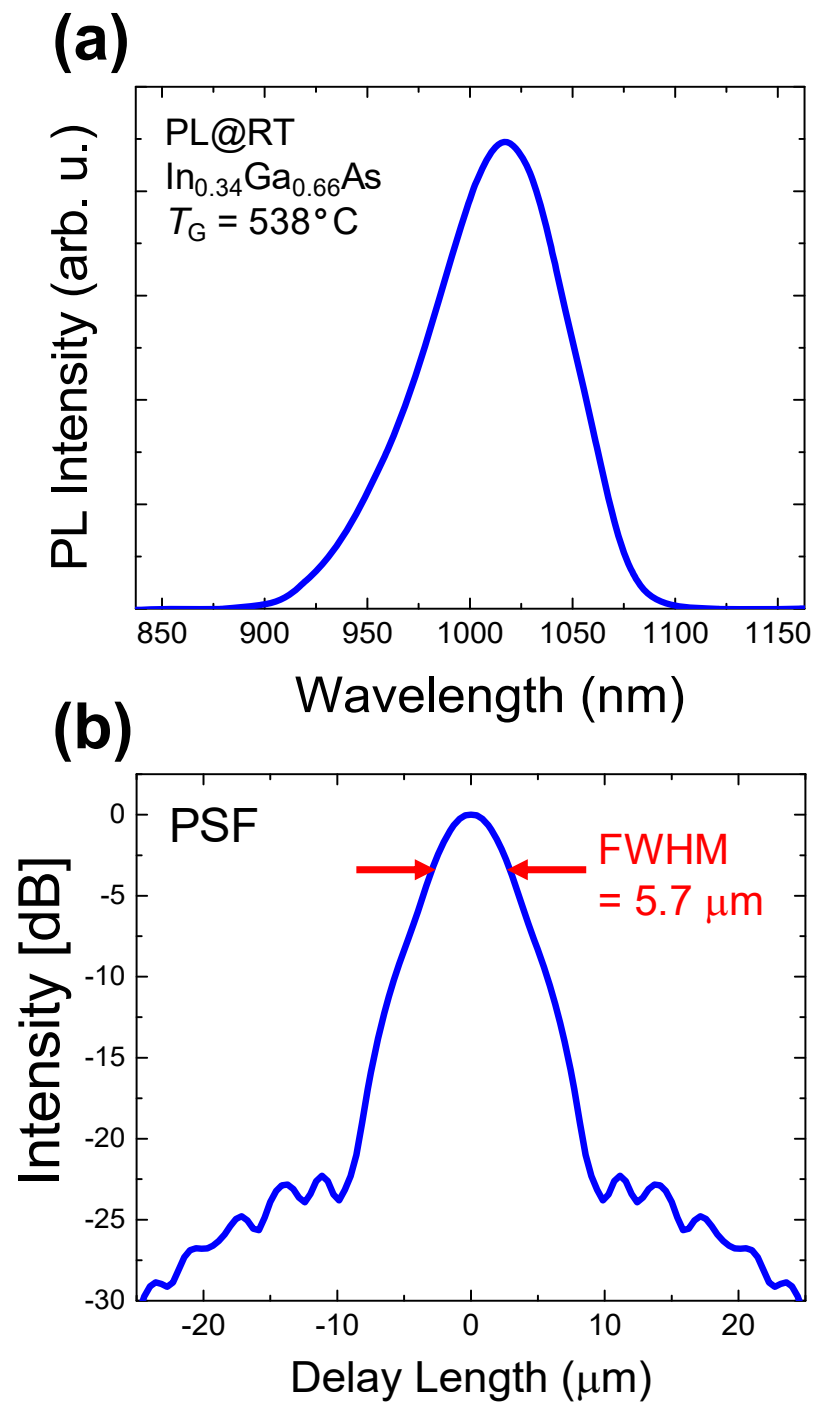 (a)
PL@RT
In0.34Ga0.66As
TG = 538°C
PL Intensity (arb. u.)
850 900 950 1000 1050 1100 1150
Wavelength (nm)
(b)
PSF
FWHM
= 5.7 μm
Intensity [dB]
0
-5
-10
-15
-20
-25
-30
-20 -10 0 10 20
Delay Length (μm)